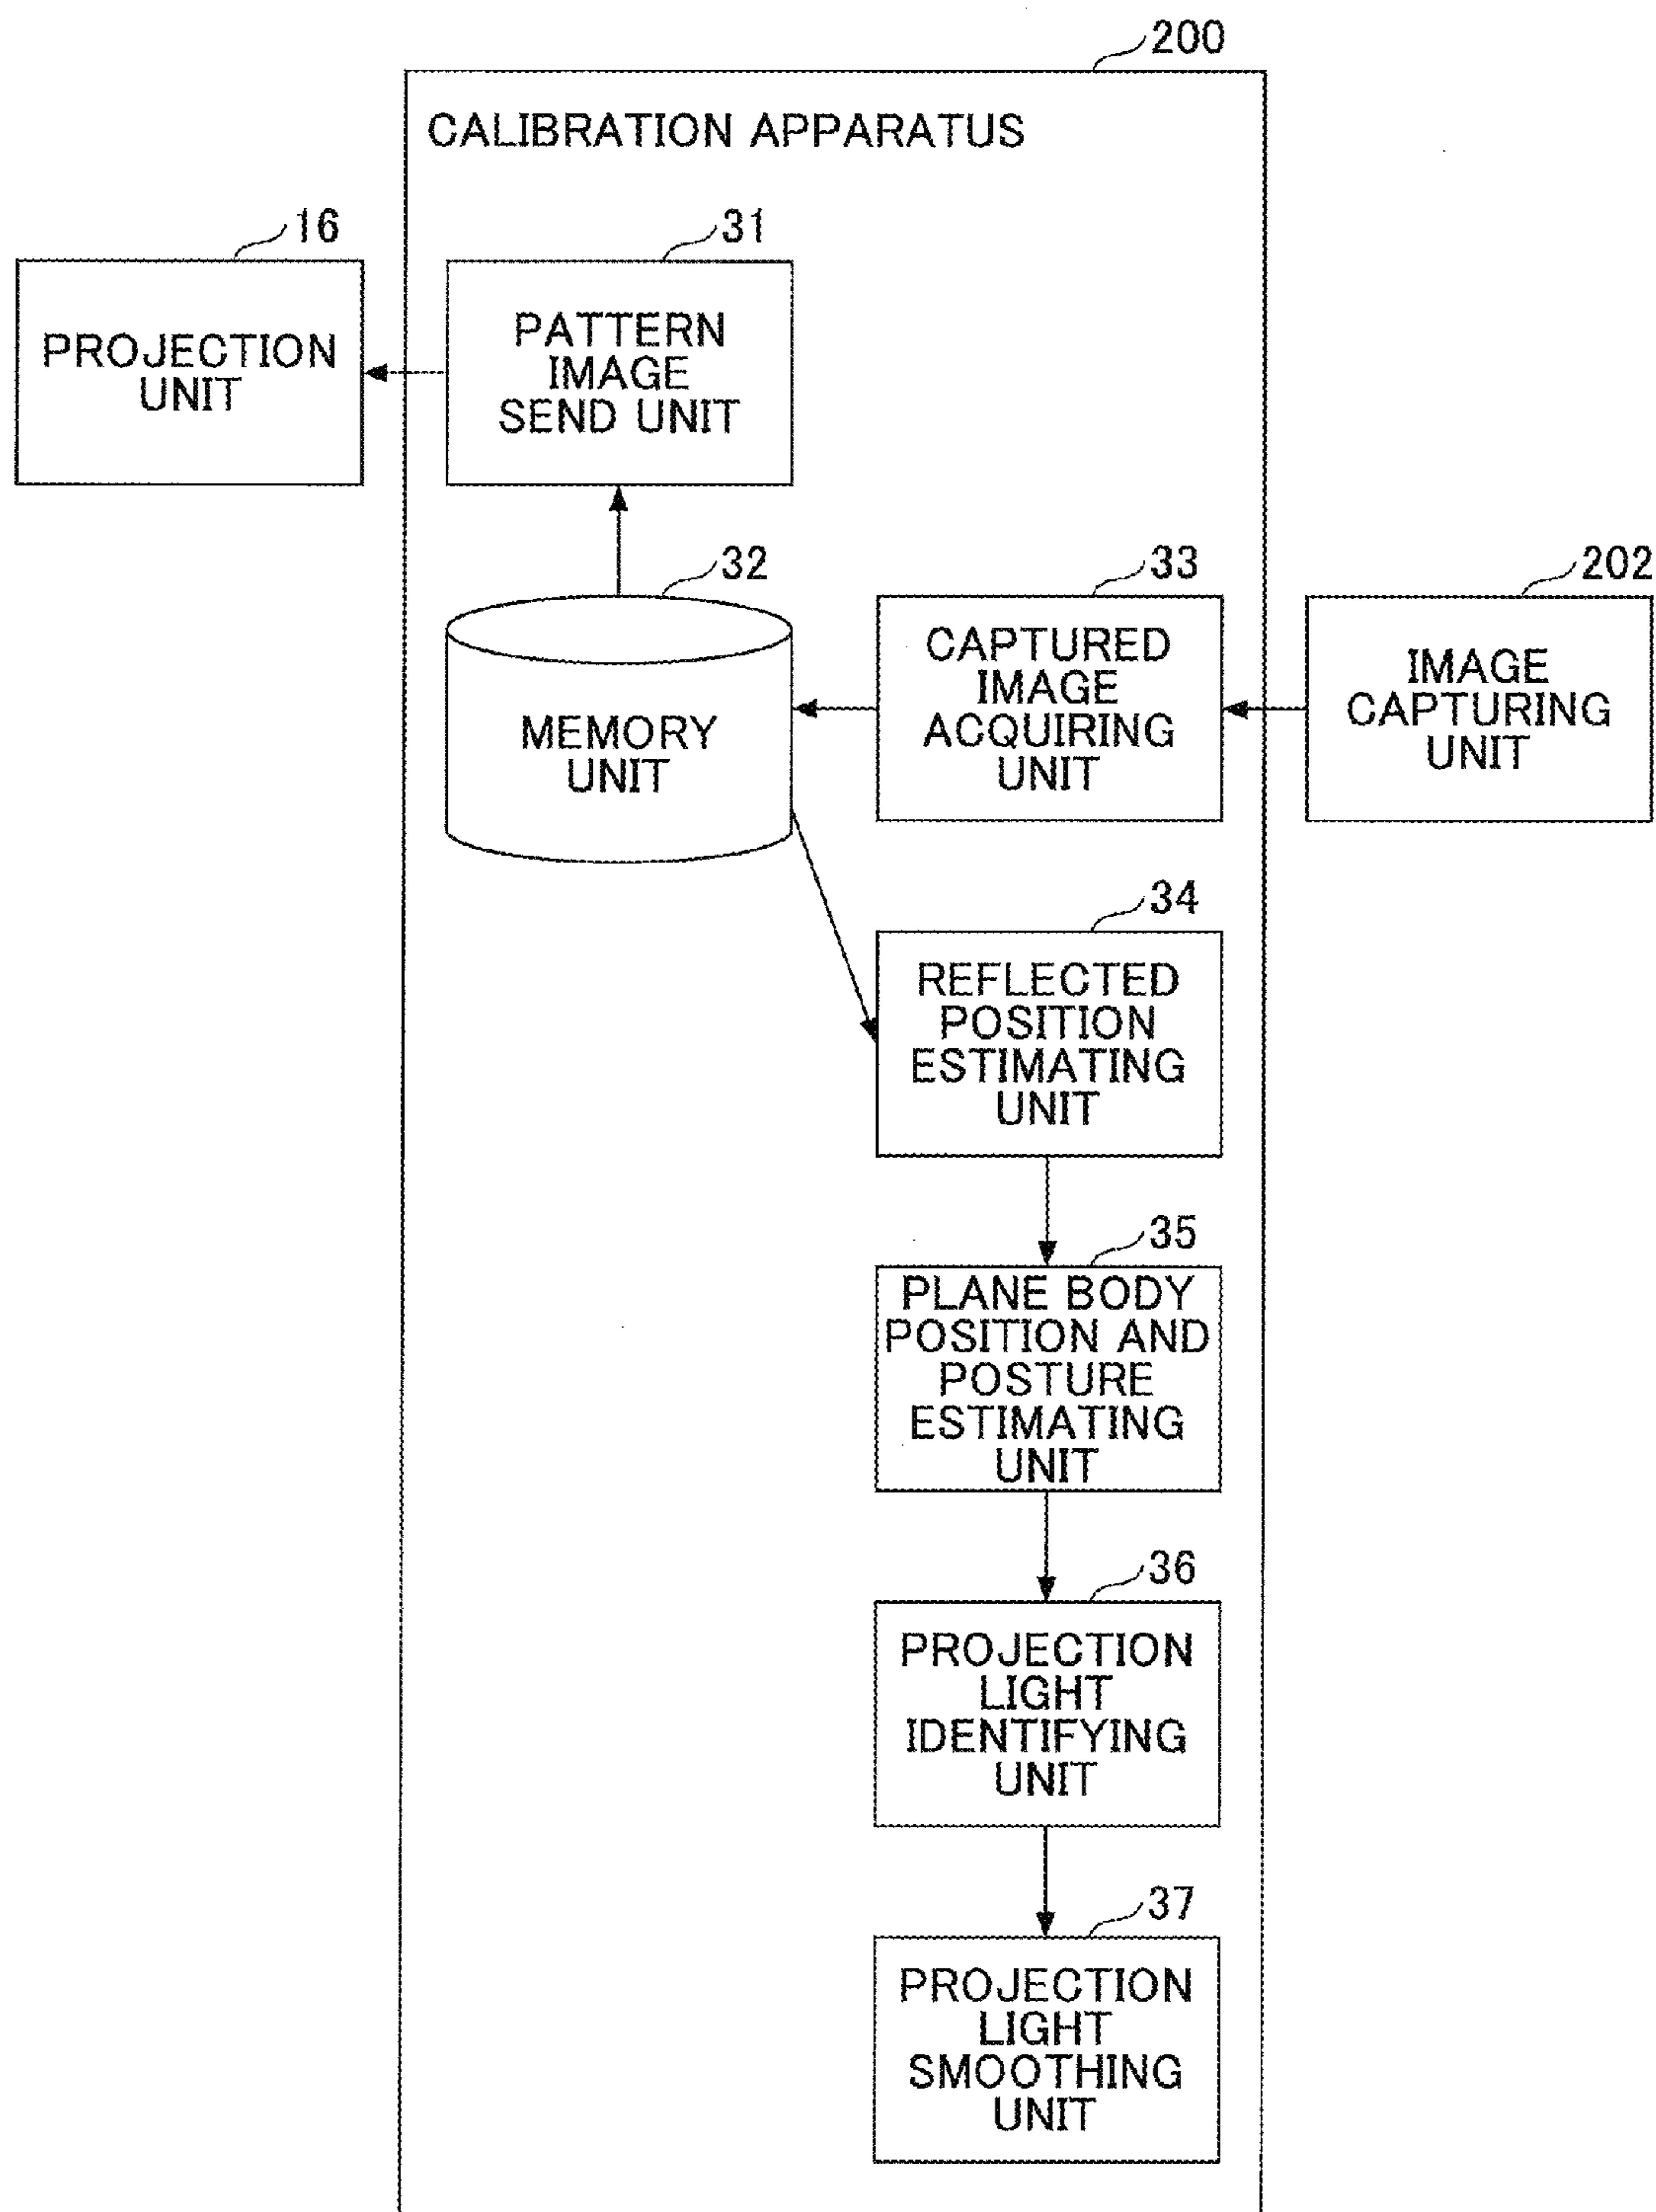 200
CALIBRATION APPARATUS
16
31
PROJECTION
UNIT
PATTERN
IMAGE
SEND UNIT
32
33
202
MEMORY
UNIT
CAPTURED
IMAGE
ACQUIRING
UNIT
IMAGE
CAPTURING
UNIT
34
REFLECTED
POSITION
ESTIMATING
UNIT
35
PLANE BODY
POSITION AND
POSTURE
ESTIMATING
UNIT
36
PROJECTION
LIGHT
IDENTIFYING
UNIT
37
PROJECTION
LIGHT
SMOOTHING
UNIT